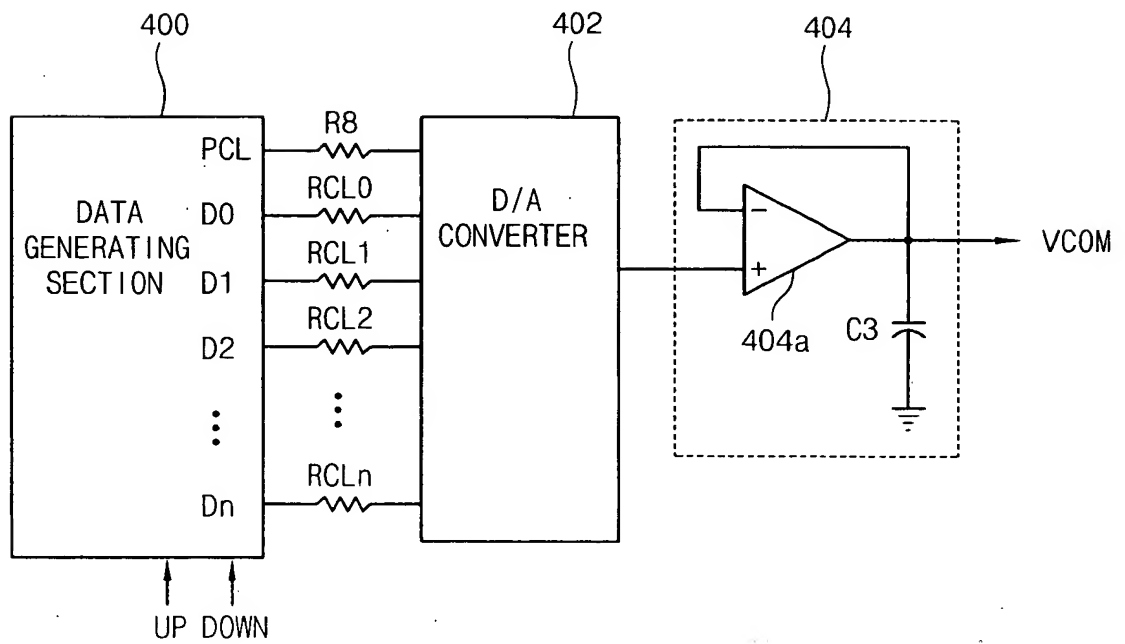 400
402
404
PCL
R8
D0
RCL0
D1
RCL1
D2
RCL2
Dn
RCLn
DATA
GENERATING
SECTION
D/A
CONVERTER
−
+
404a
C3
VCOM
UP DOWN